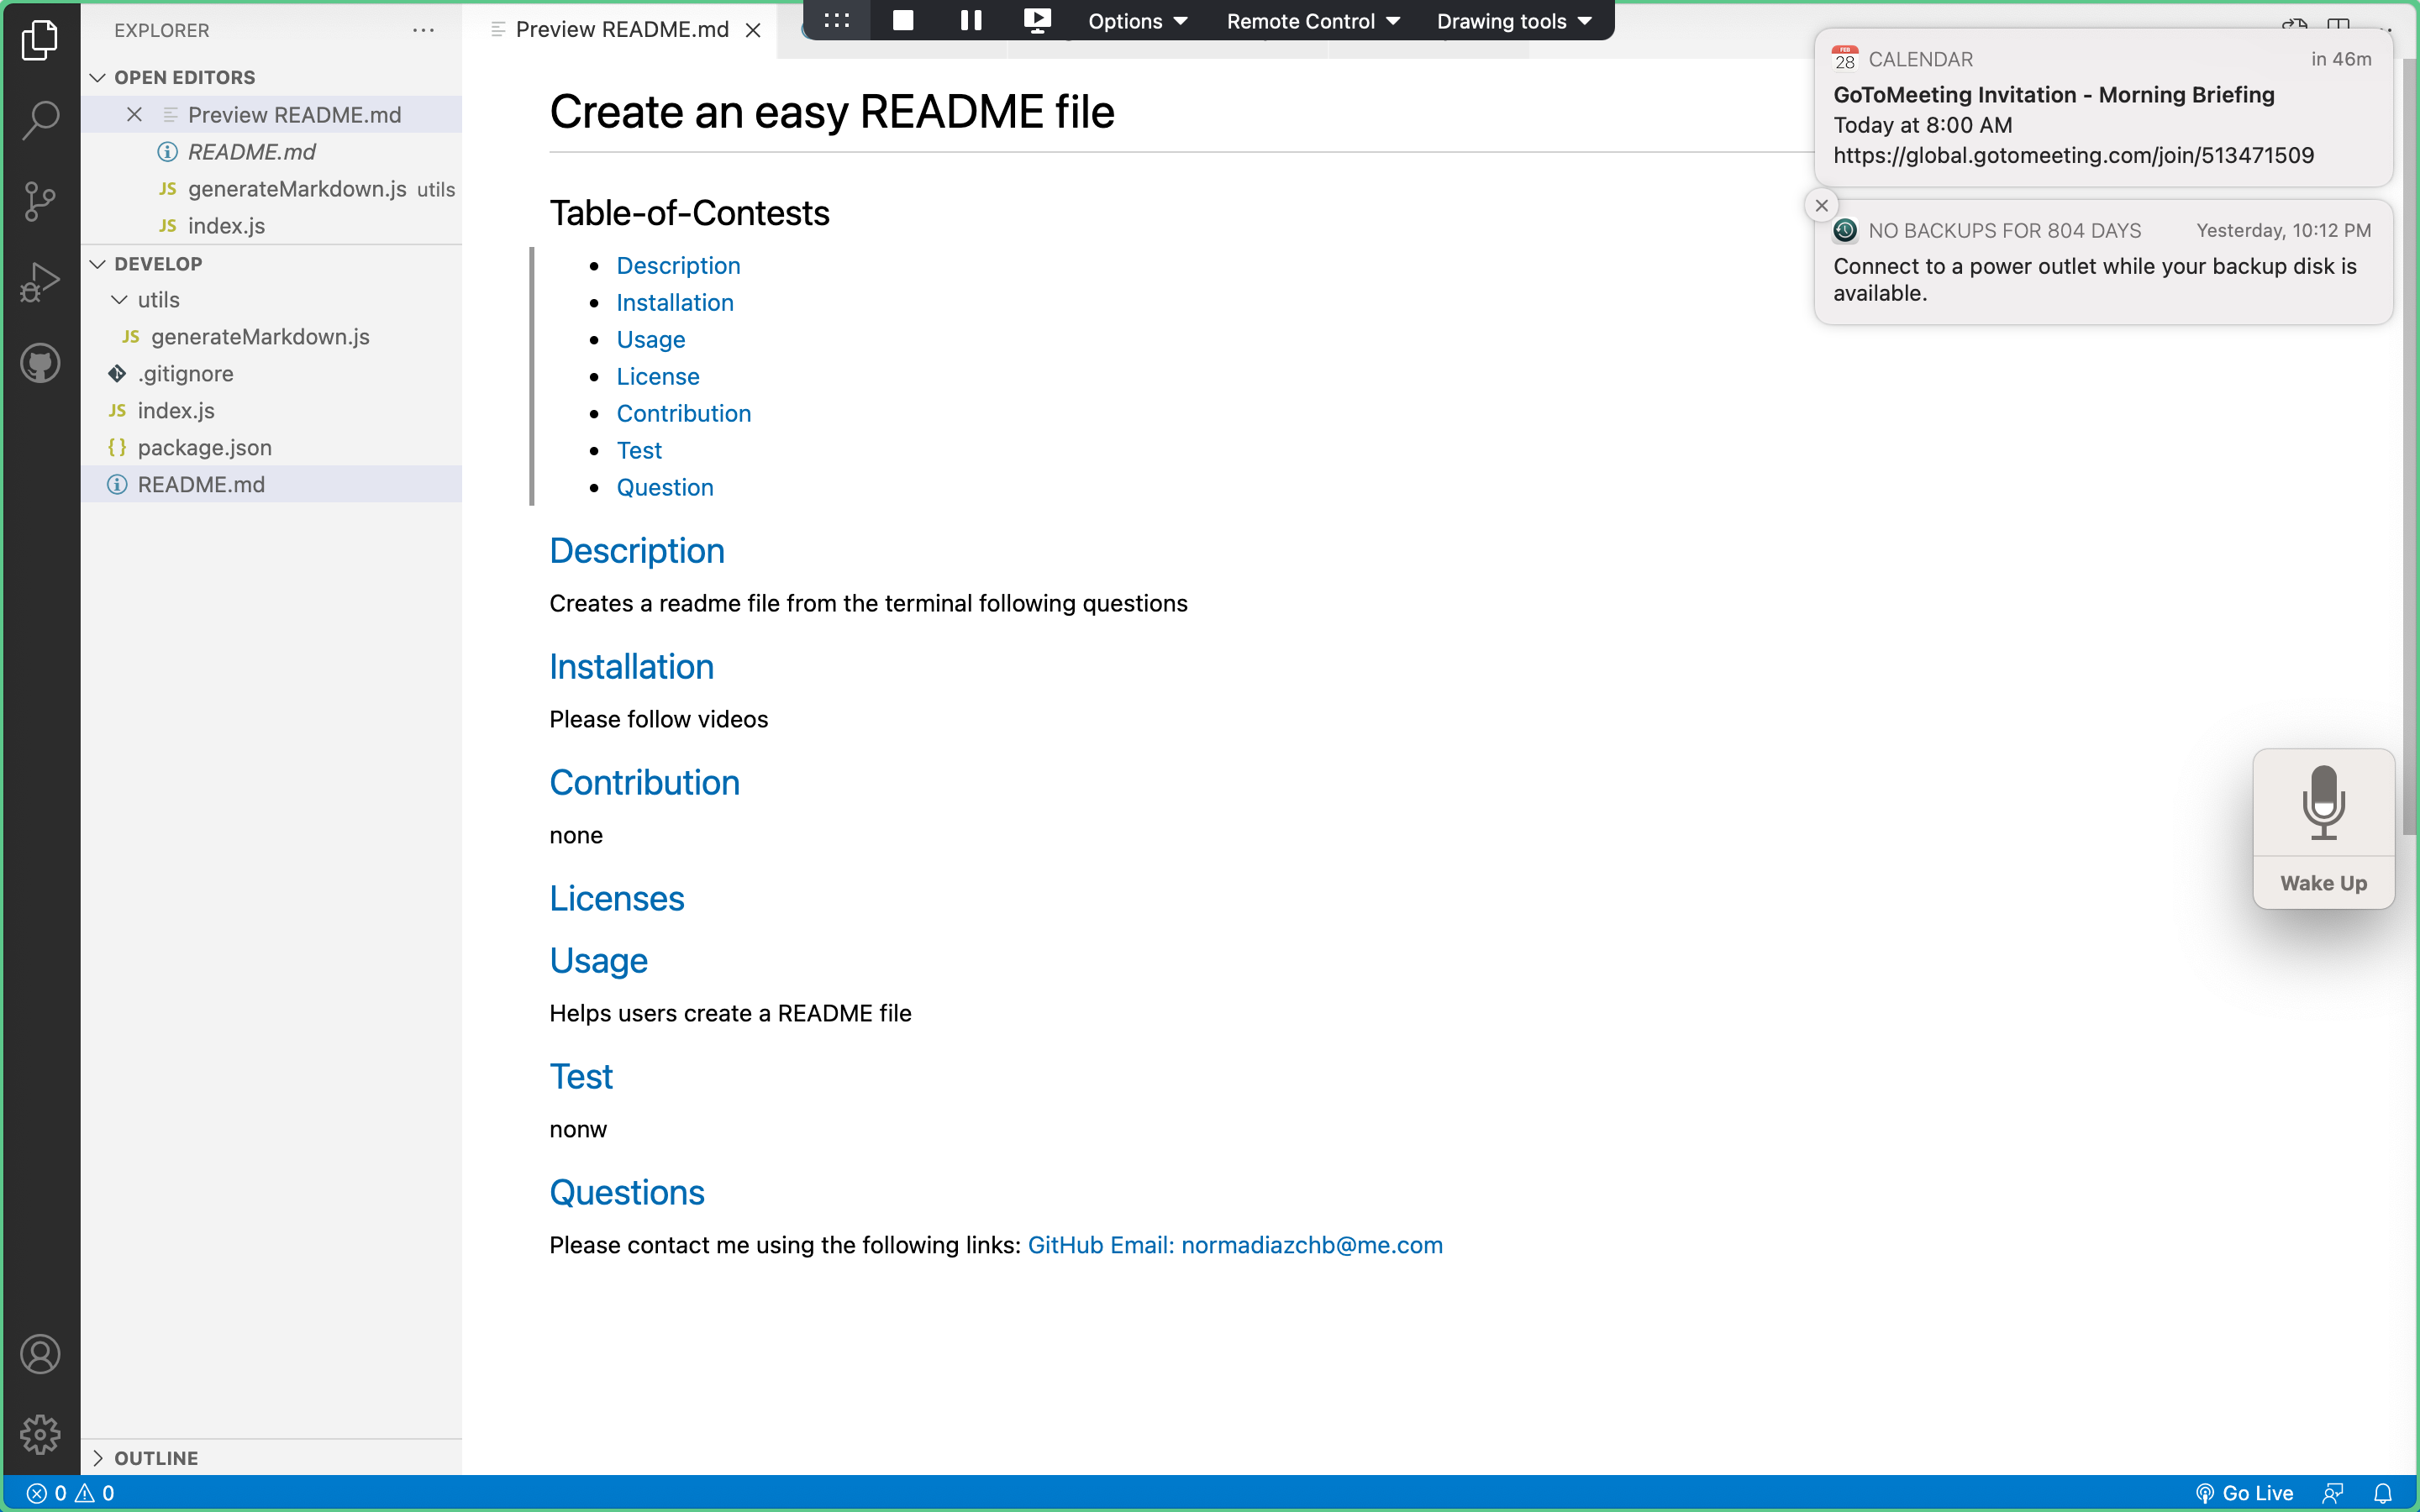 EXPLORER
OPEN EDITORS
Preview README.md
README.md
JS generateMarkdown.js utils
JS index.js
DEVELOP
utils
JS generateMarkdown.js
.gitignore
JS index.js
{} package.json
README.md
OUTLINE
Preview README.md
Options
Remote Control
Drawing tools
Create an easy README file
Table-of-Contests
• Description
• Installation
• Usage
• License
• Contribution
• Test
• Question
Description
Creates a readme file from the terminal following questions
Installation
Please follow videos
Contribution
none
Licenses
Usage
Helps users create a README file
Test
nonw
Questions
Please contact me using the following links: GitHub Email: normadiazchb@me.com
FEB
28
CALENDAR in 46m
GoToMeeting Invitation - Morning Briefing
Today at 8:00 AM
https://global.gotomeeting.com/join/513471509
NO BACKUPS FOR 804 DAYS Yesterday, 10:12 PM
Connect to a power outlet while your backup disk is
available.
Wake Up
0 0
Go Live